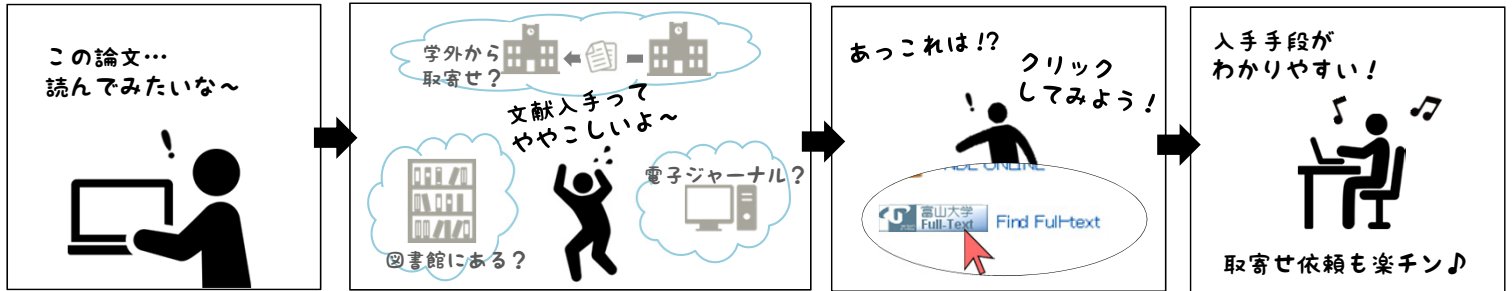 この論文…
読んでみたいな～
学外から
取寄せ？
文献入手って
ややこしいよ～
図書館にある？
電子ジャーナル？
あっこれは!?
クリック
してみよう！
富山大学
Full-Text
Find Full-text
入手手段が
わかりやすい！
取寄せ依頼も楽チン♪